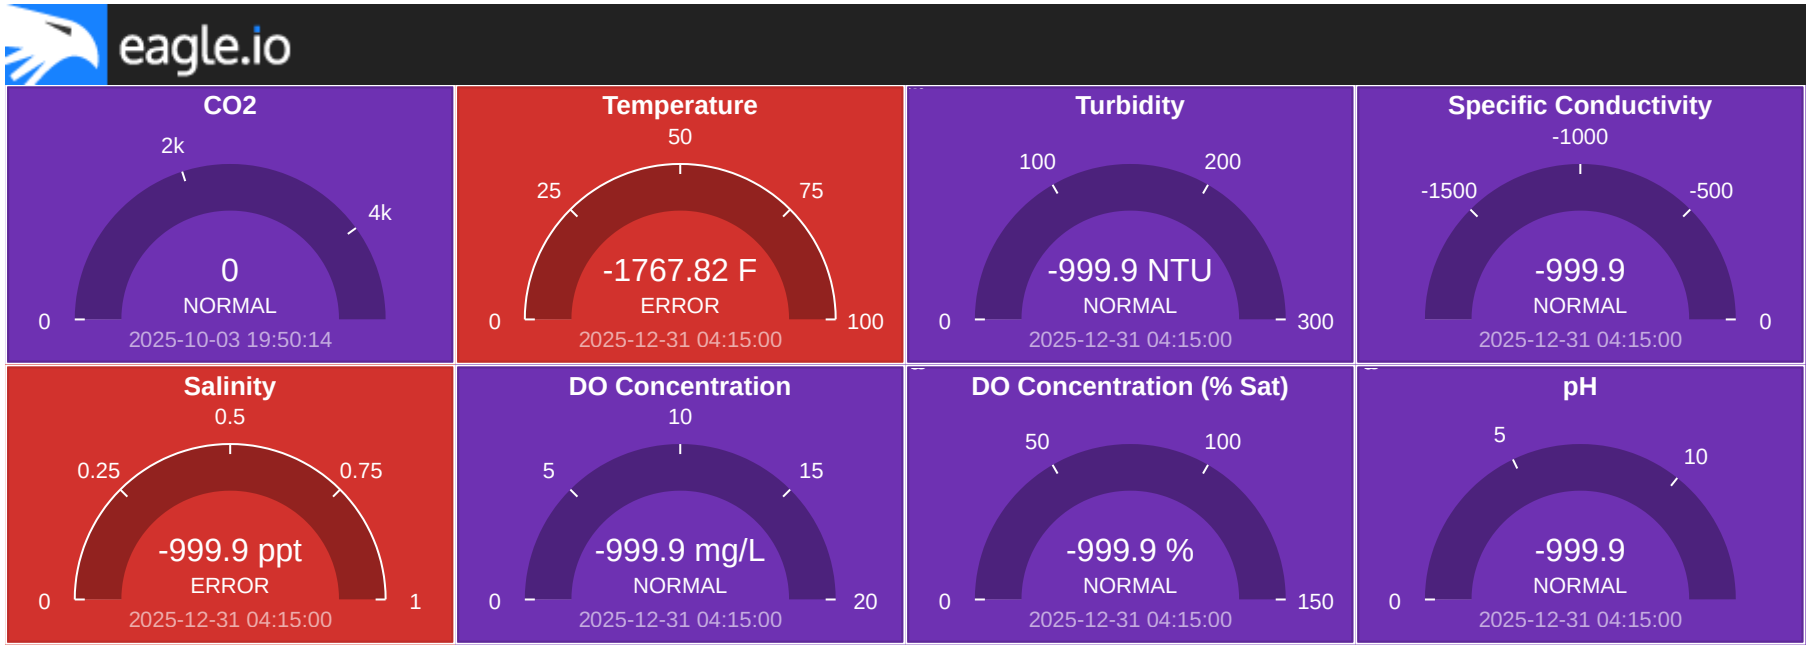 eagle.io
CO2
2k
4k
0
NORMAL
0
2025-10-03 19:50:14
Temperature
50
25
75
-1767.82 F
ERROR
0
100
2025-12-31 04:15:00
Turbidity
100
200
-999.9 NTU
NORMAL
0
300
2025-12-31 04:15:00
Specific Conductivity
-1000
-1500
-500
-999.9
NORMAL
0
2025-12-31 04:15:00
Salinity
0.5
0.25
0.75
-999.9 ppt
ERROR
0
1
2025-12-31 04:15:00
DO Concentration
10
5
15
-999.9 mg/L
NORMAL
0
20
2025-12-31 04:15:00
DO Concentration (% Sat)
50
100
-999.9 %
NORMAL
0
150
2025-12-31 04:15:00
pH
5
10
-999.9
NORMAL
0
2025-12-31 04:15:00